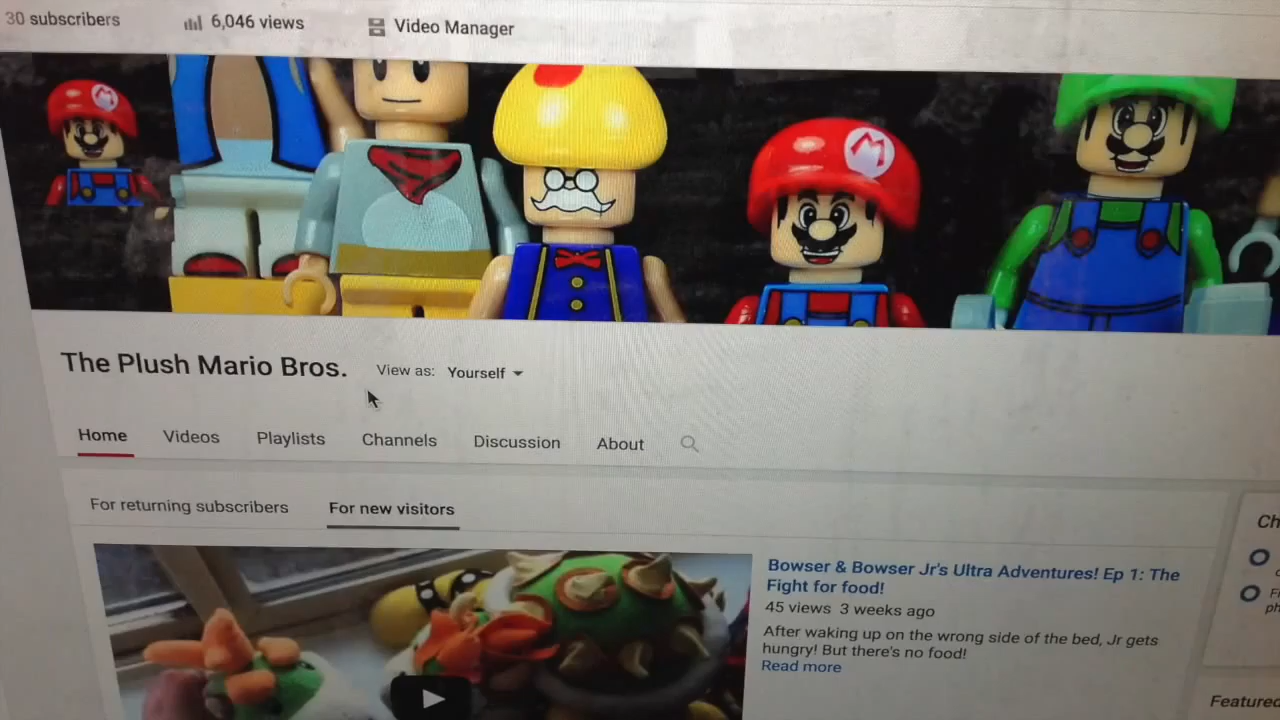 30 subscribers
6,046 views
Video Manager
M
M
The Plush Mario Bros.
View as: Yourself
Home
Videos
Playlists
Channels
Discussion
About
For returning subscribers
For new visitors
Bowser & Bowser Jr's Ultra Adventures! Ep 1: The
Fight for food!
45 views 3 weeks ago
After waking up on the wrong side of the bed, Jr gets
hungry! But there's no food!
Read more
Ch
Featured